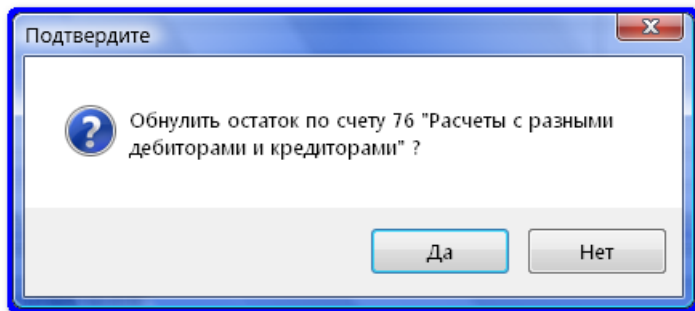 Подтвердите
Обнулить остаток по счету 76 "Расчеты с разными
дебиторами и кредиторами" ?
Да
Нет